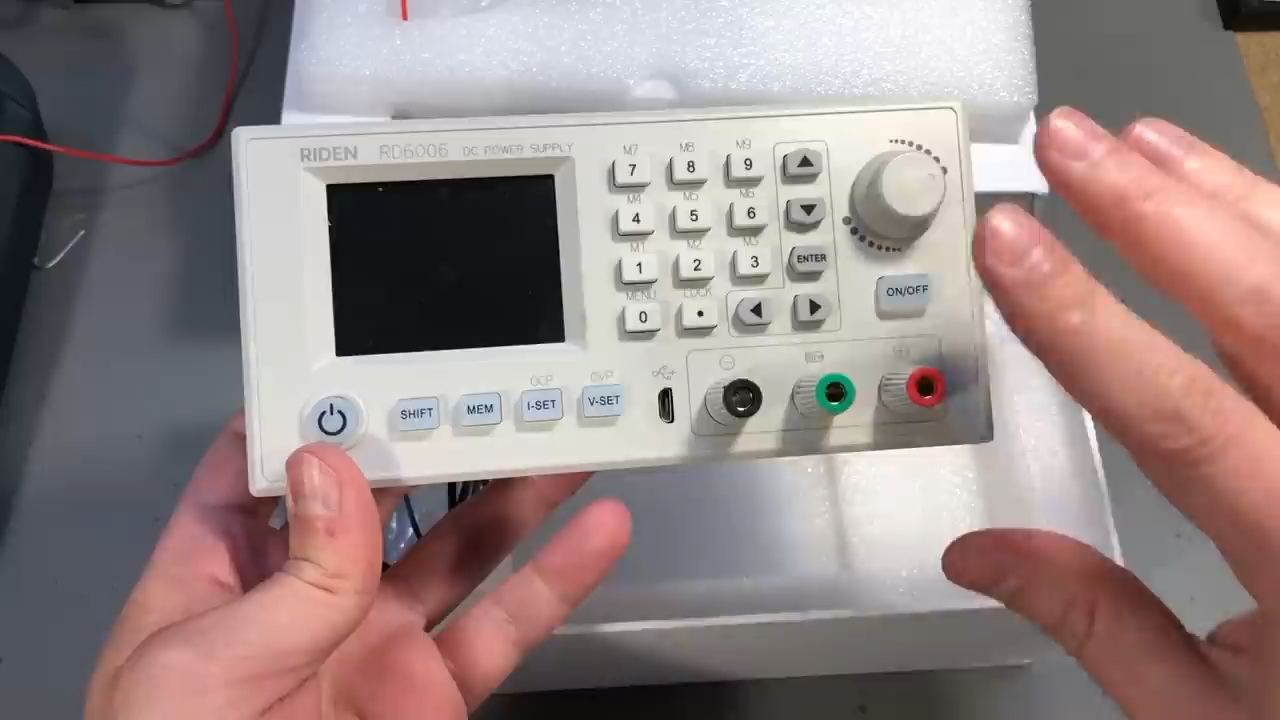 RIDEN RD6006 DC POWER SUPPLY
M7 M8 M9
7 8 9
M4 M5 M6
4 5 6
M1 M2 M3
1 2 3 ENTER
MENU LOCK
0 •
ON/OFF
OCP OVP
SHIFT MEM I-SET V-SET